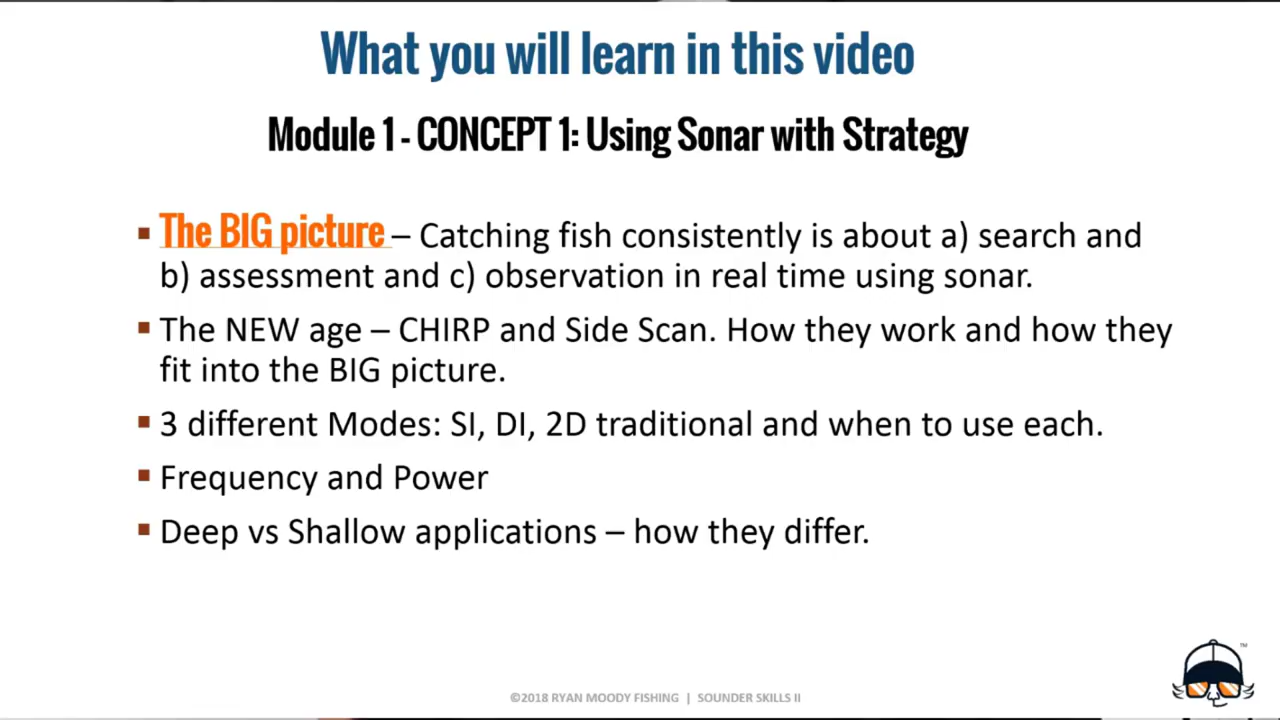 What you will learn in this video
Module 1 - CONCEPT 1: Using Sonar with Strategy
▪ The BIG picture – Catching fish consistently is about a) search and
b) assessment and c) observation in real time using sonar.
▪ The NEW age – CHIRP and Side Scan. How they work and how they
fit into the BIG picture.
▪ 3 different Modes: SI, DI, 2D traditional and when to use each.
▪ Frequency and Power
▪ Deep vs Shallow applications – how they differ.
TM
©2018 RYAN MOODY FISHING | SOUNDER SKILLS II